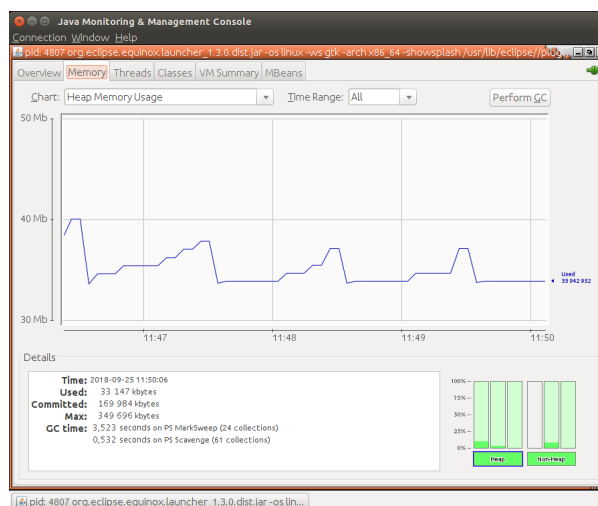 Java Monitoring & Management Console
Connection Window Help
pid: 4807 org.eclipse.equinox.launcher_1.3.0.dist.jar -os linux -ws gtk -arch x86_64 -showsplash /usr/lib/eclipse//plug
Overview Memory Threads Classes VM Summary MBeans
Chart: Heap Memory Usage Time Range: All Perform GC
50 Mb
40 Mb
Used
33 942 952
30 Mb
11:47 11:48 11:49 11:50
Details
Time: 2018-09-25 11:50:06
Used: 33 147 kbytes
Committed: 169 984 kbytes
Max: 349 696 kbytes
GC time: 3,523 seconds on PS MarkSweep (24 collections)
0,532 seconds on PS Scavenge (61 collections)
100% --
75% --
50% --
25% --
0% --
Heap Non-Heap
pid: 4807 org.eclipse.equinox.launcher_1.3.0.dist.jar -os lin...